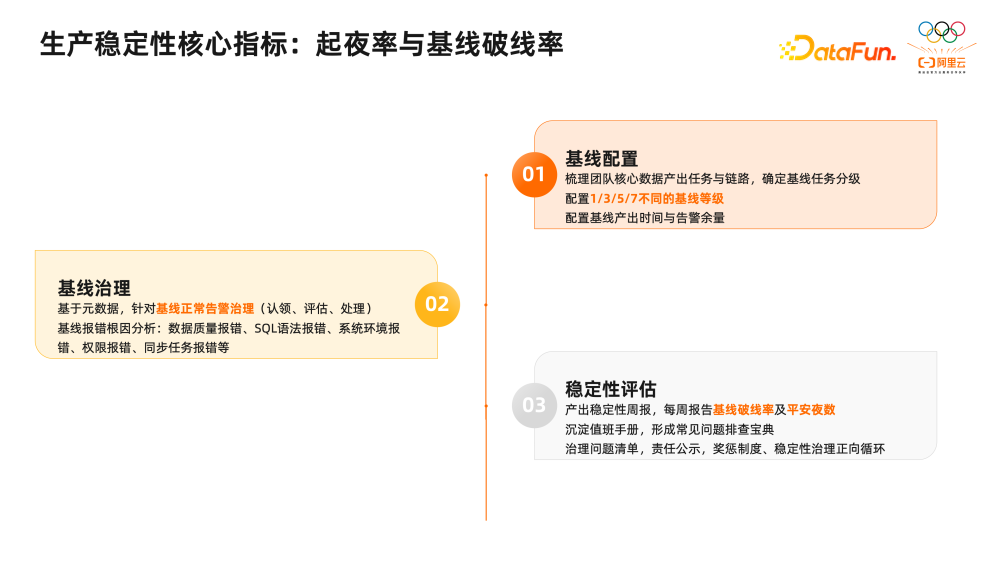 生产稳定性核心指标：起夜率与基线破线率
DataFun.
阿里云
01
基线配置
梳理团队核心数据产出任务与链路，确定基线任务分级
配置1/3/5/7不同的基线等级
配置基线产出时间与告警余量
02
基线治理
基于元数据，针对基线正常告警治理（认领、评估、处理）
基线报错根因分析：数据质量报错、SQL语法报错、系统环境报
错、权限报错、同步任务报错等
03
稳定性评估
产出稳定性周报，每周报告基线破线率及平安夜数
沉淀值班手册，形成常见问题排查宝典
治理问题清单，责任公示，奖惩制度、稳定性治理正向循环